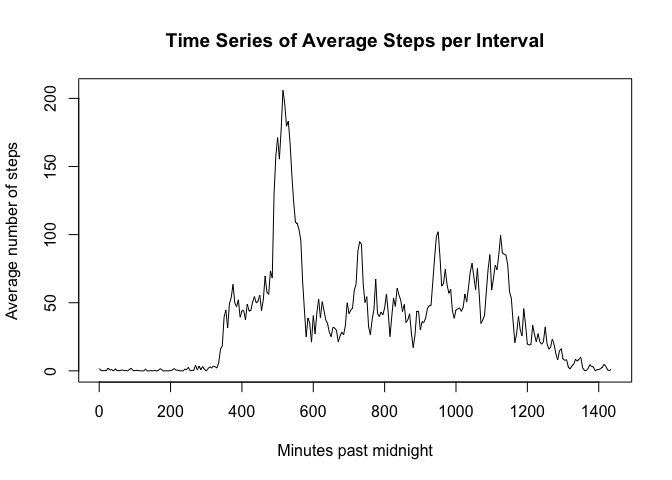 Time Series of Average Steps per Interval
Average number of steps
200
150
100
50
0
0 200 400 600 800 1000 1200 1400
Minutes past midnight